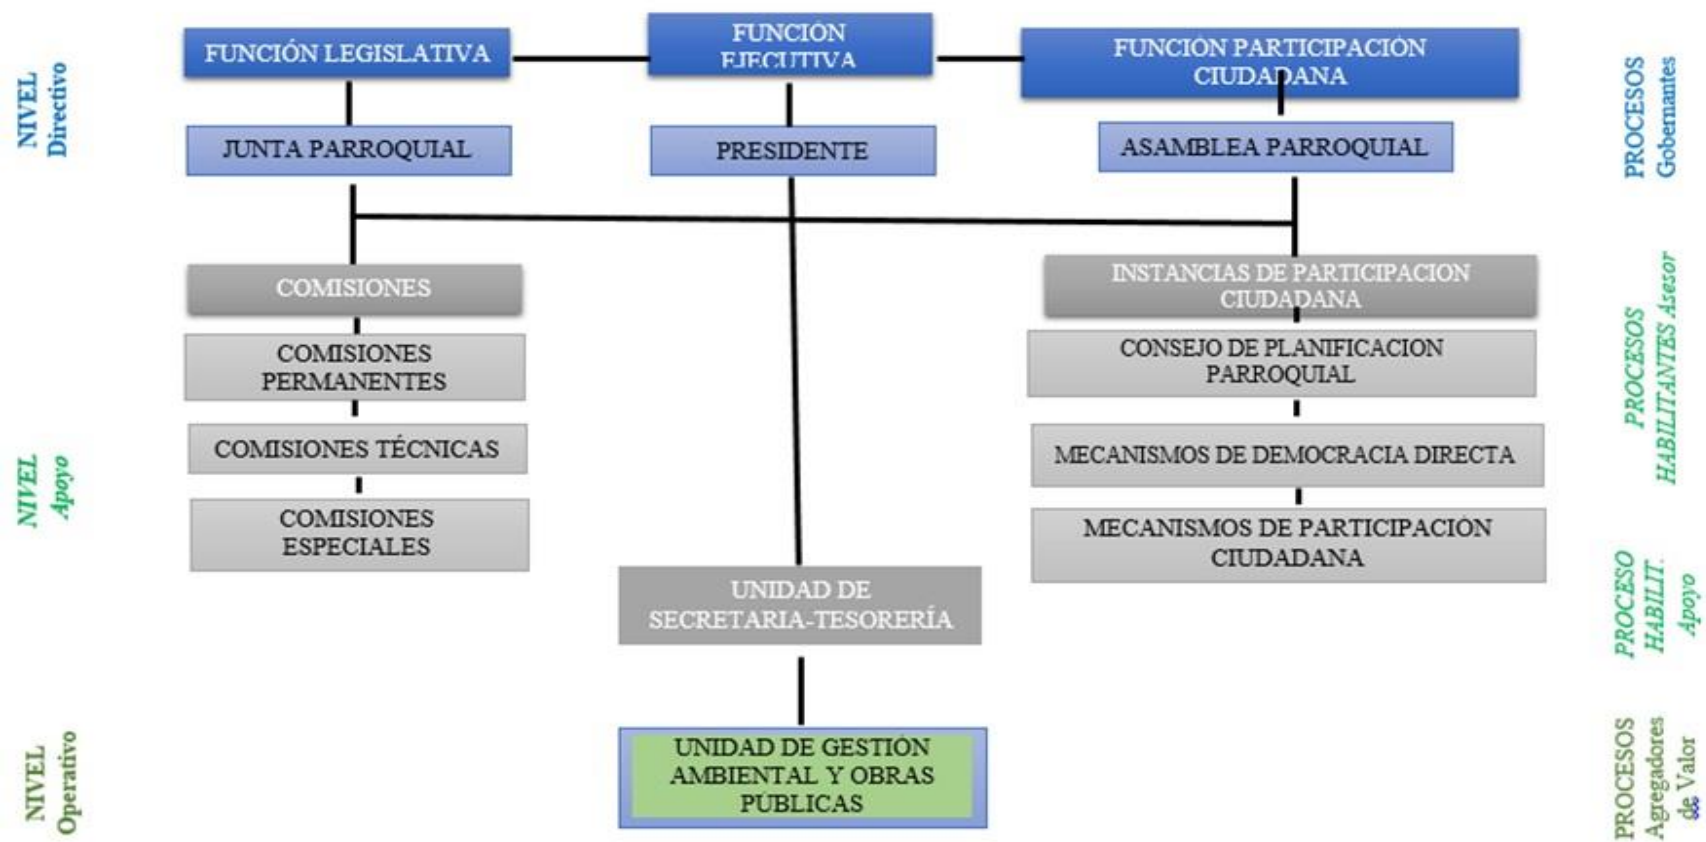 NIVEL
Directivo
FUNCIÓN LEGISLATIVA
FUNCIÓN
EJECUTIVA
FUNCIÓN PARTICIPACIÓN
CIUDADANA
PROCESOS
Gobernantes
JUNTA PARROQUIAL
PRESIDENTE
ASAMBLEA PARROQUIAL
NIVEL
Apoyo
COMISIONES
COMISIONES
PERMANENTES
COMISIONES TÉCNICAS
COMISIONES
ESPECIALES
INSTANCIAS DE PARTICIPACION
CIUDADANA
CONSEJO DE PLANIFICACION
PARROQUIAL
MECANISMOS DE DEMOCRACIA DIRECTA
MECANISMOS DE PARTICIPACIÓN
CIUDADANA
PROCESOS
HABILITANTES Asesor
UNIDAD DE
SECRETARIA-TESORERÍA
PROCESO
HABILIT.
Apoyo
NIVEL
Operativo
UNIDAD DE GESTIÓN
AMBIENTAL Y OBRAS
PÚBLICAS
PROCESOS
Agregadores
de Valor